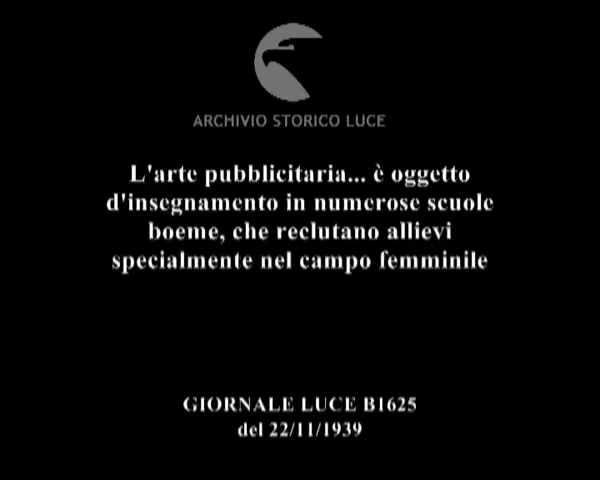 ARCHIVIO STORICO LUCE
L'arte pubblicitaria... è oggetto
d'insegnamento in numerose scuole
boeme, che reclutano allievi
specialmente nel campo femminile
GIORNALE LUCE B1625
del 22/11/1939